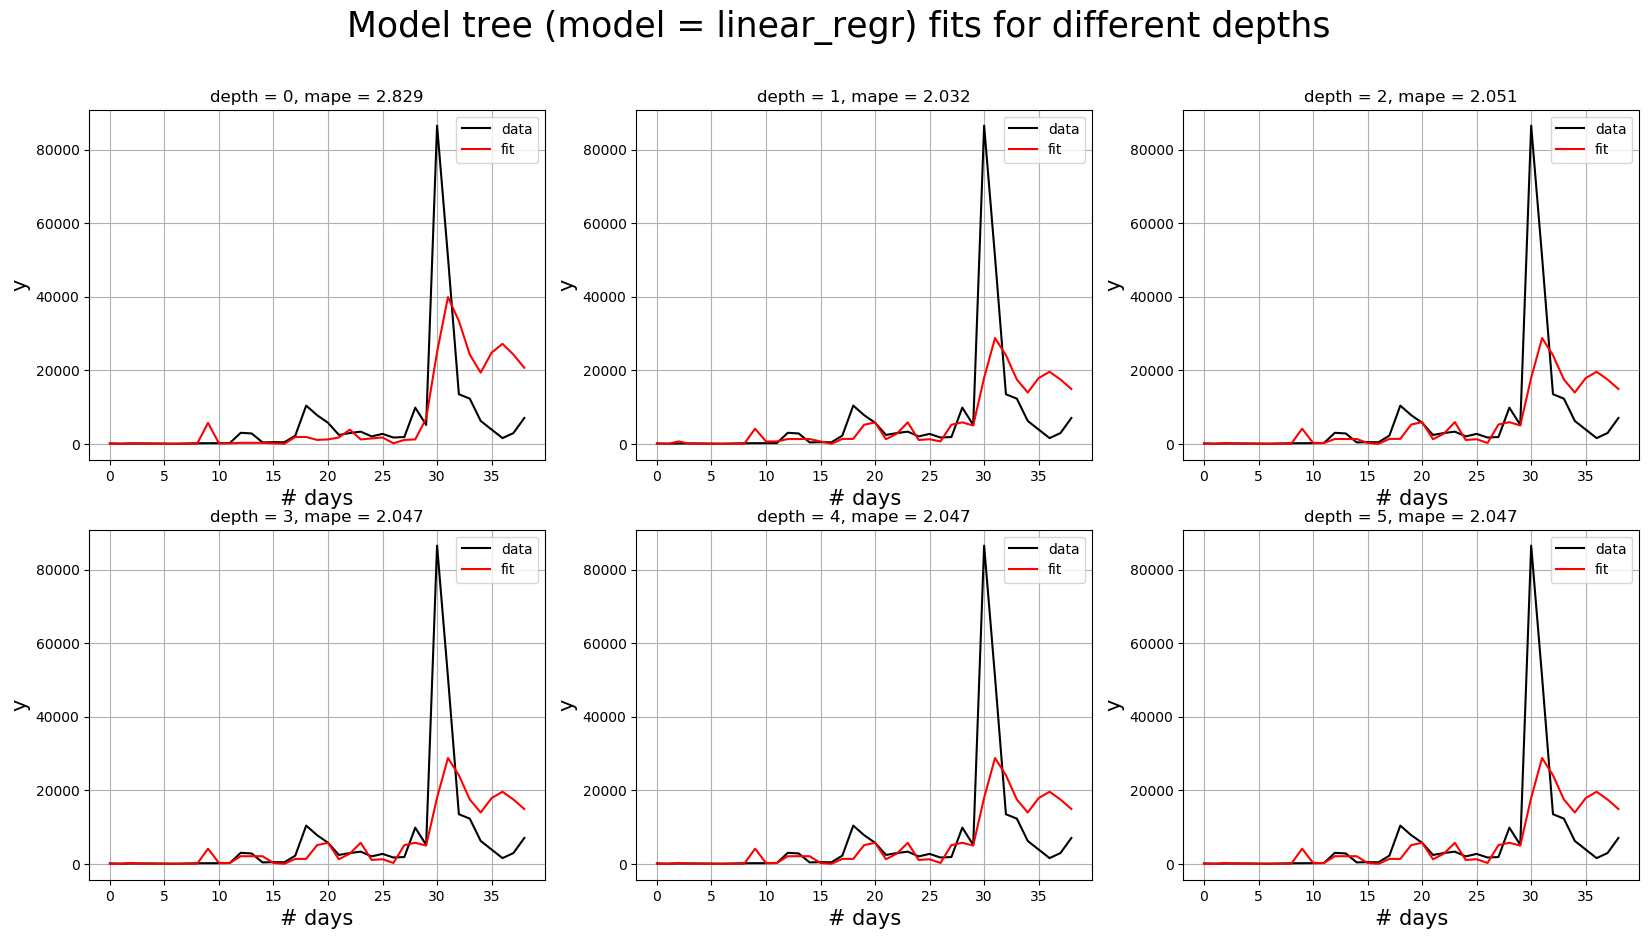 Model tree (model = linear_regr) fits for different depths
depth = 0, mape = 2.829
data
fit
80000
60000
40000
20000
0
y
0 5 10 15 20 25 30 35
# days
depth = 1, mape = 2.032
data
fit
80000
60000
40000
20000
0
y
0 5 10 15 20 25 30 35
# days
depth = 2, mape = 2.051
data
fit
80000
60000
40000
20000
0
y
0 5 10 15 20 25 30 35
# days
depth = 3, mape = 2.047
data
fit
80000
60000
40000
20000
0
y
0 5 10 15 20 25 30 35
# days
depth = 4, mape = 2.047
data
fit
80000
60000
40000
20000
0
y
0 5 10 15 20 25 30 35
# days
depth = 5, mape = 2.047
data
fit
80000
60000
40000
20000
0
y
0 5 10 15 20 25 30 35
# days